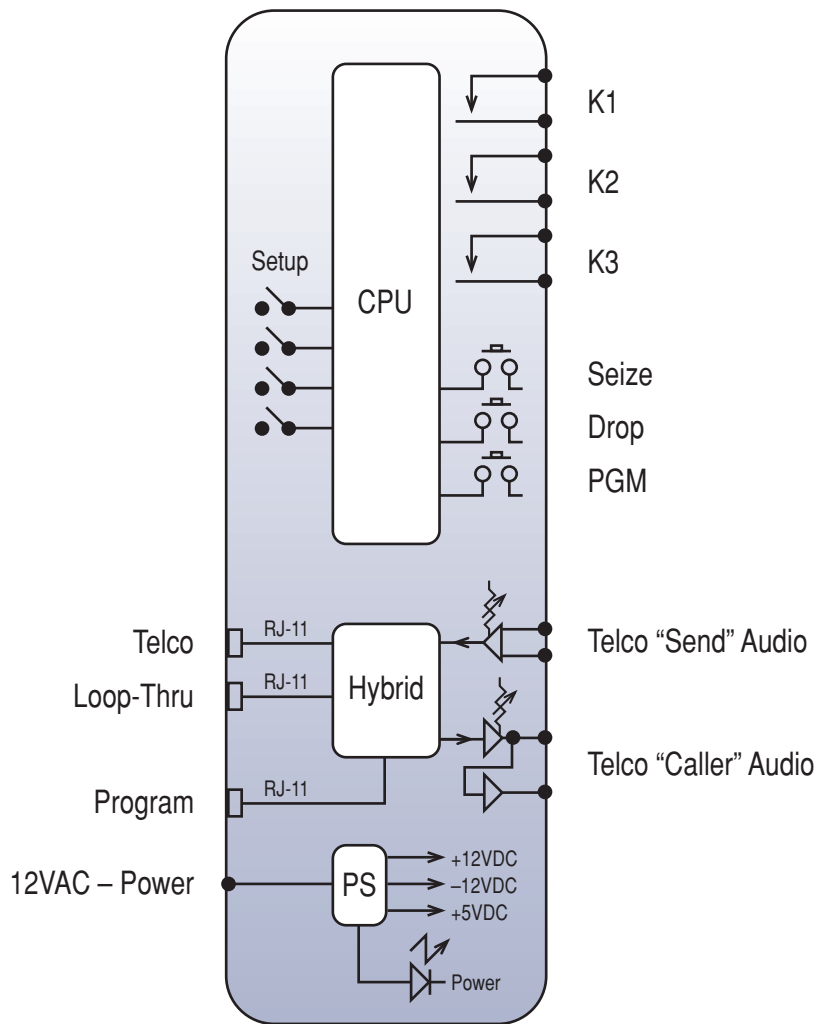 K1
K2
K3
Setup
CPU
Seize
Drop
PGM
Telco
RJ-11
Hybrid
Telco “Send” Audio
Loop-Thru
RJ-11
Telco “Caller” Audio
Program
RJ-11
12VAC – Power
PS
+12VDC
–12VDC
+5VDC
Power